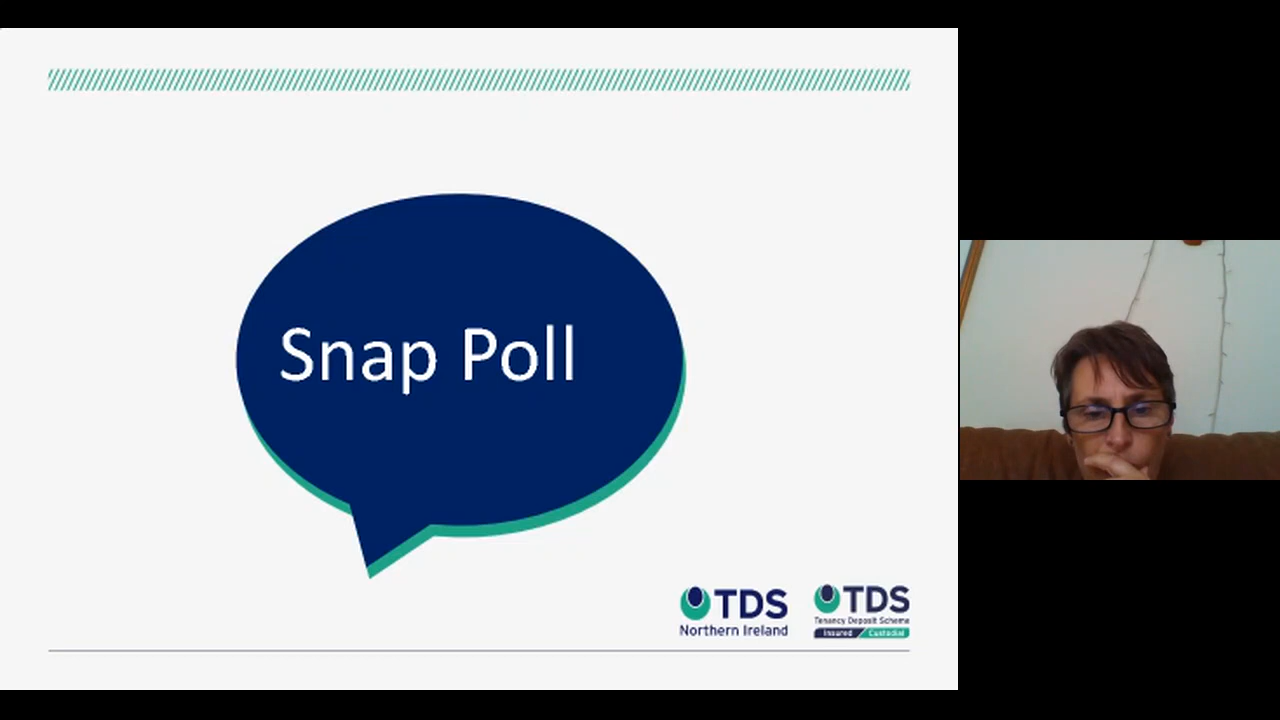 Snap Poll
TDS
Northern Ireland
TDS
Tenancy Deposit Scheme
Insured Custodial